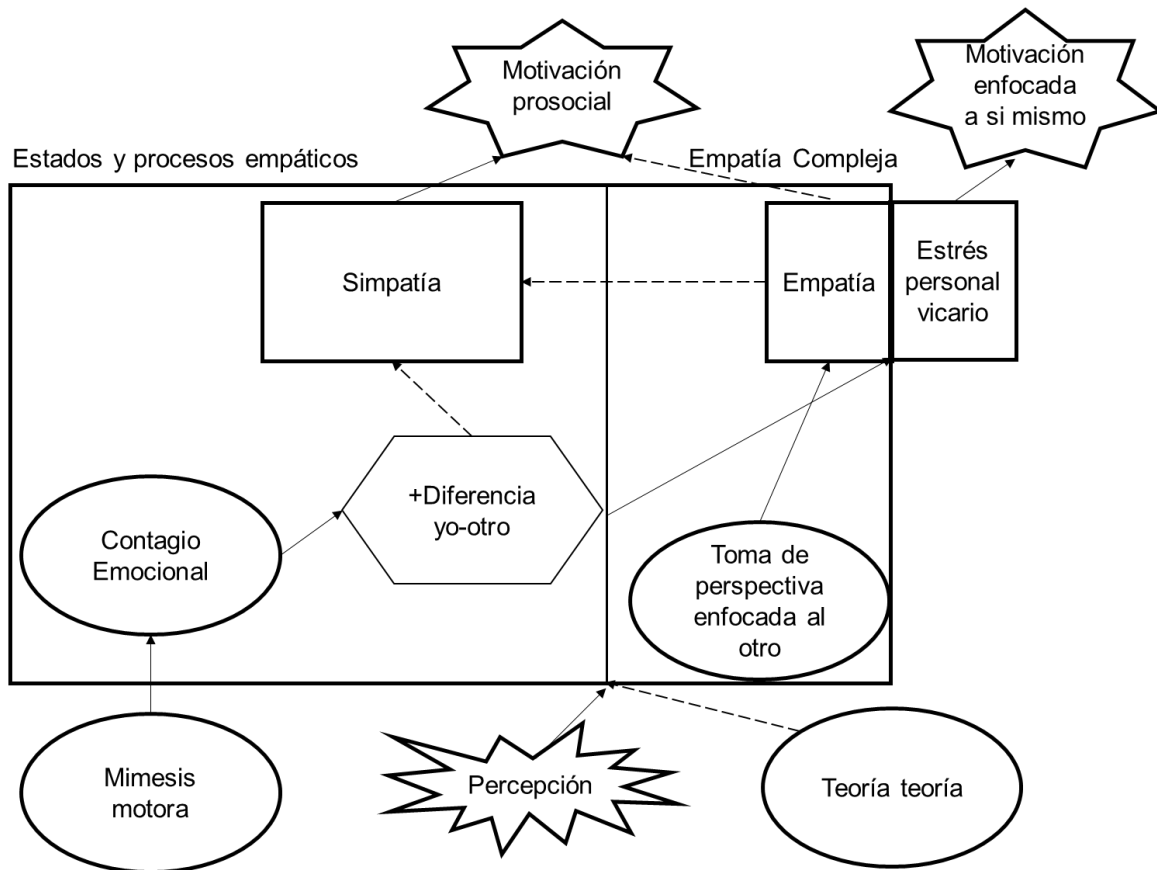 Motivación
prosocial
Motivación
enfocada
a si mismo
Estados y procesos empáticos
Empatía Compleja
Simpatía
Empatía
Estrés
personal
vicario
+Diferencia
yo-otro
Contagio
Emocional
Toma de
perspectiva
enfocada al
otro
Mimesis
motora
Percepción
Teoría teoría